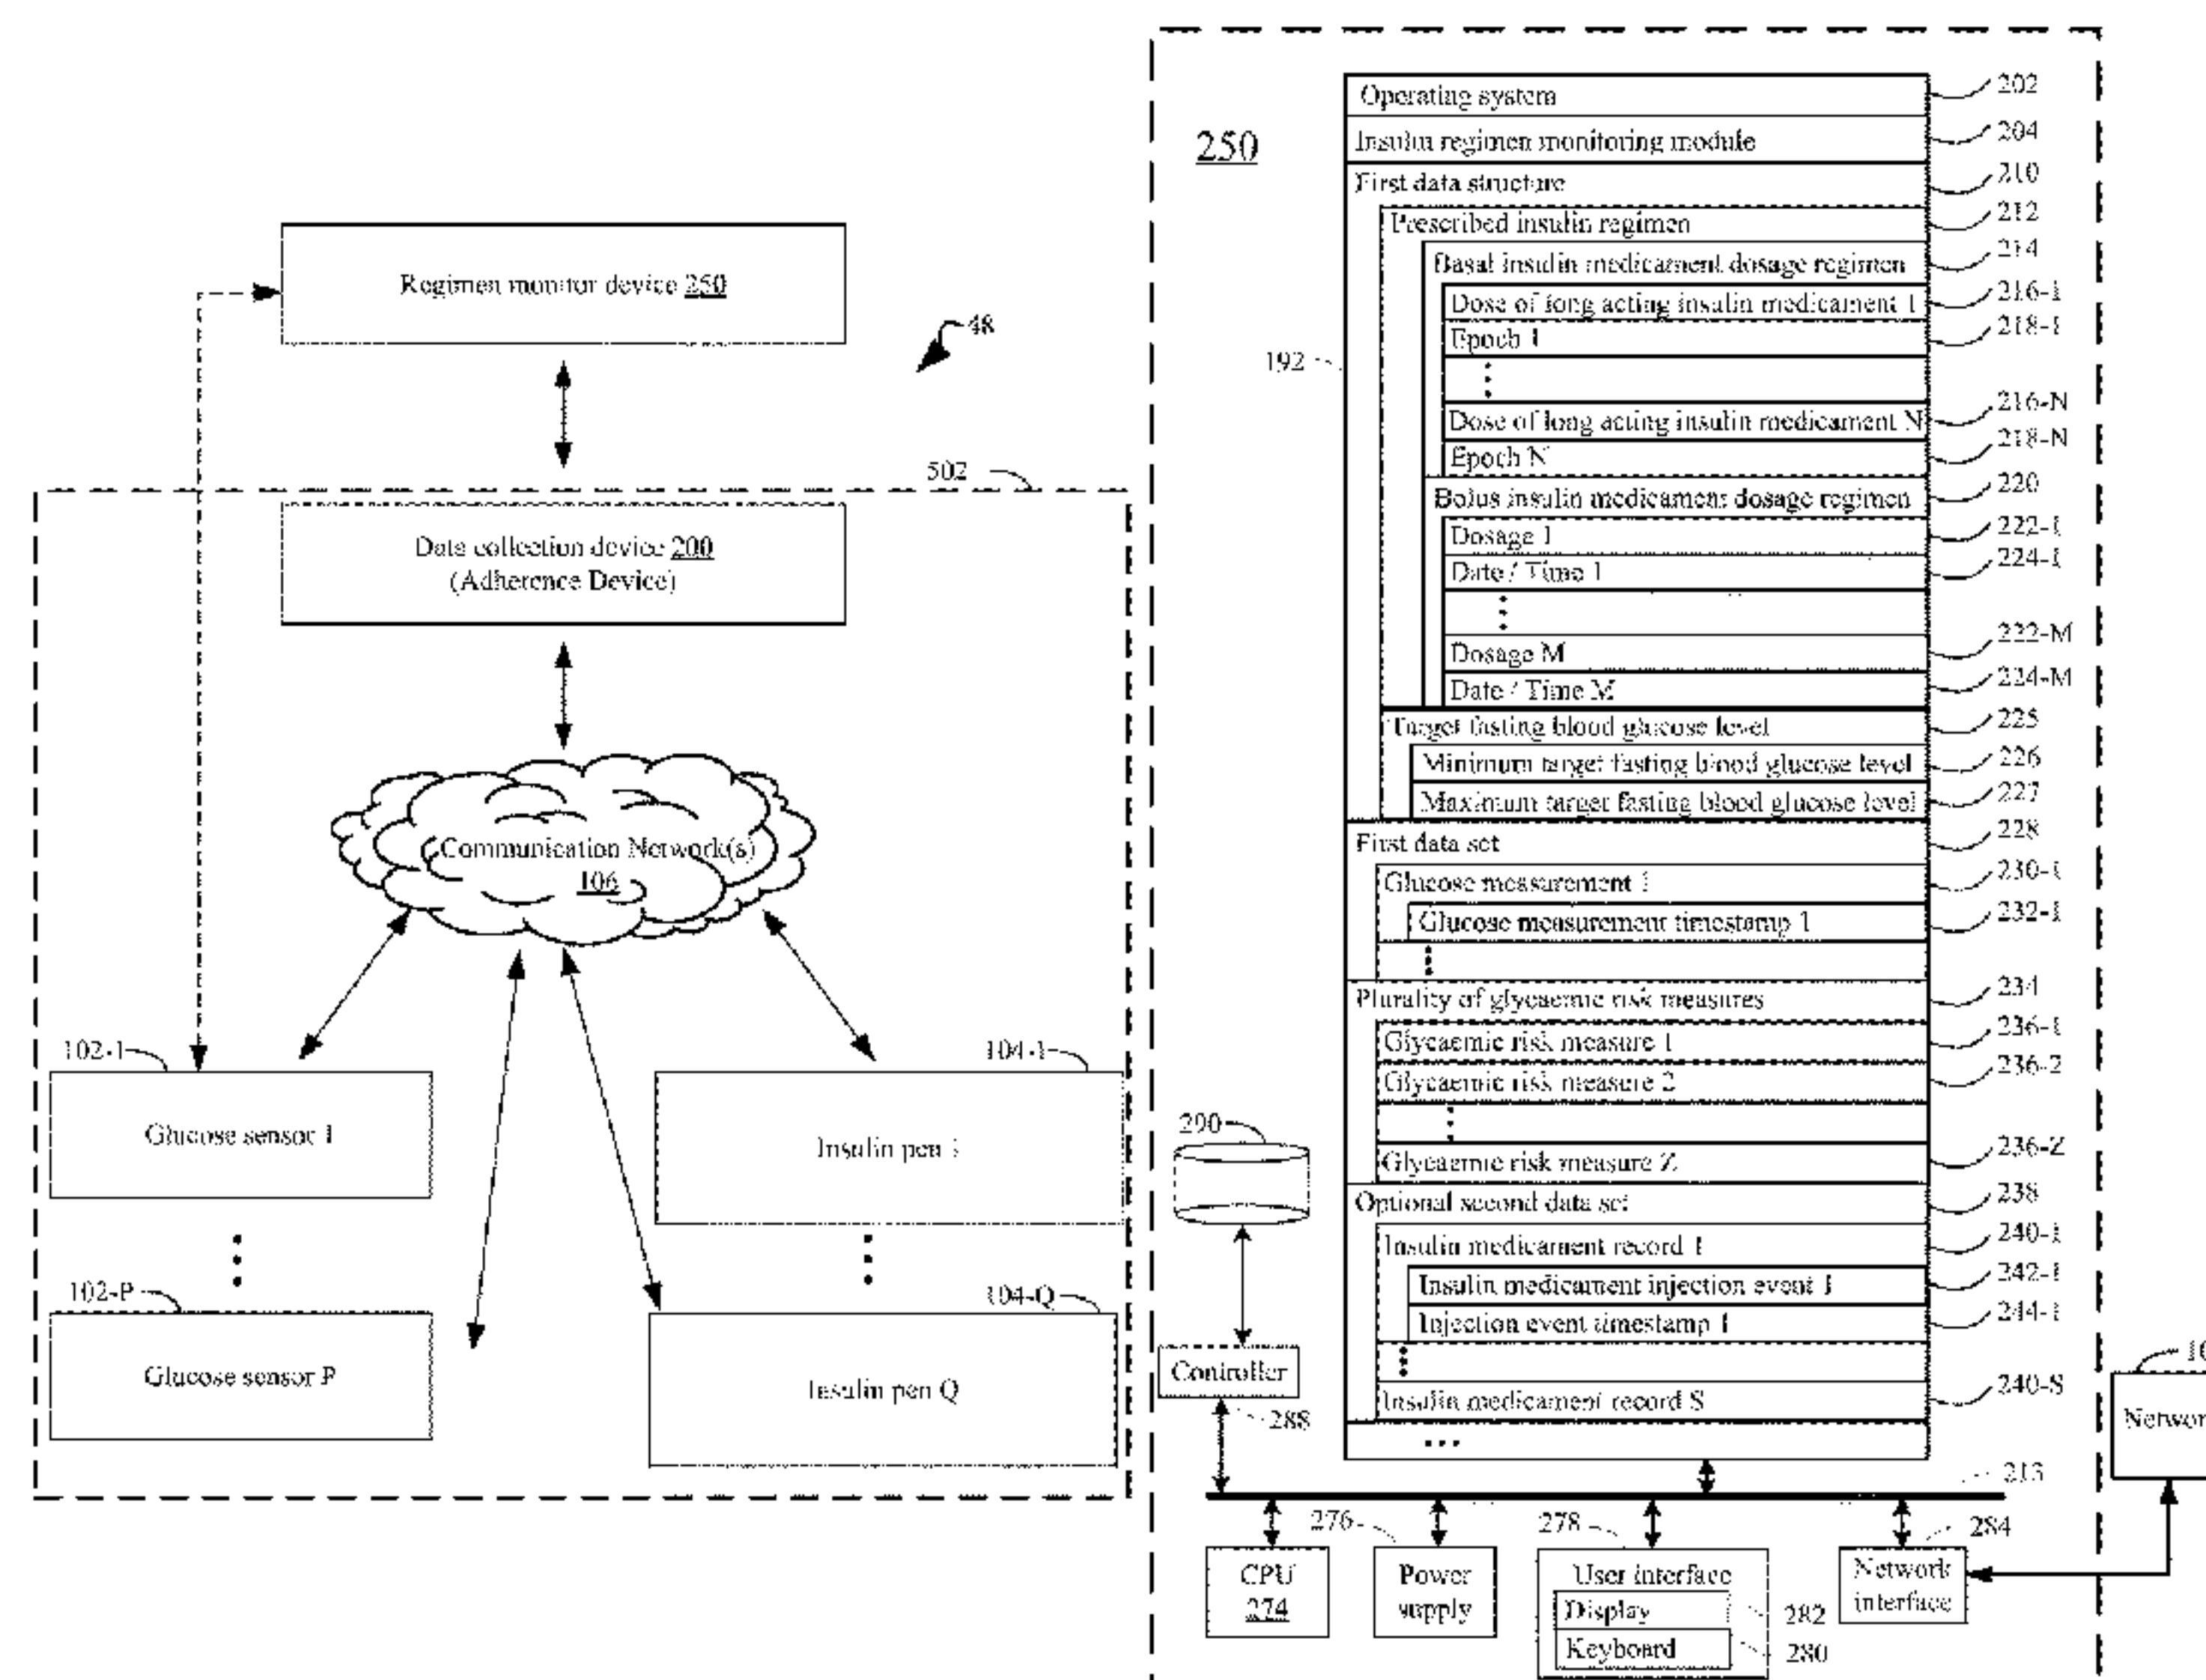 Regimen monitor device 250
48
502
Data collection device 200
(Adherence Device)
Communication Network(s)
106
102-1
104-1
Glucose sensor 1
Insulin pen 1
102-P
104-Q
Glucose sensor P
Insulin pen Q
250
192
Operating system
202
Insulin regimen monitoring module
204
First data structure
210
Prescribed insulin regimen
212
Basal insulin medicament dosage regimen
214
Dose of long acting insulin medicament 1
216-1
Epoch 1
218-1
Dose of long acting insulin medicament N
216-N
Epoch N
218-N
Bolus insulin medicament dosage regimen
220
Dosage 1
222-1
Date / Time 1
224-1
Dosage M
222-M
Date / Time M
224-M
Target fasting blood glucose level
225
Minimum target fasting blood glucose level
226
Maximum target fasting blood glucose level
227
First data set
228
Glucose measurement 1
230-1
Glucose measurement timestamp 1
232-1
Plurality of glycaemic risk measures
234
Glycaemic risk measure 1
236-1
Glycaemic risk measure 2
236-2
Glycaemic risk measure Z
236-Z
Optional second data set
238
Insulin medicament record 1
240-1
Insulin medicament injection event 1
242-1
Injection event timestamp 1
244-1
Insulin medicament record S
240-S
290
Controller
288
213
276
278
284
CPU
274
Power
supply
User interface
Display
282
Keyboard
280
Network
interface